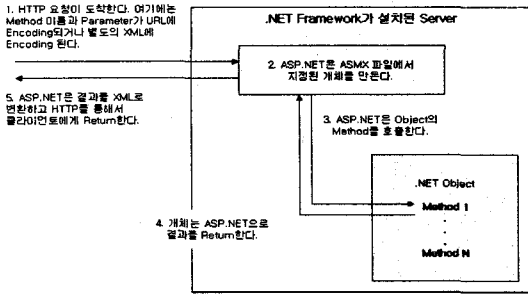 1. HTTP 요청이 도착한다. 여기에는
Method 이름과 Parameter가 URL에
Encoding되거나 별도의 XML에
Encoding 된다.
.NET Framework가 설치된 Server
2. ASP.NET은 ASMX 파일에서
지정된 개체를 만든다.
5. ASP.NET은 결과를 XML로
변환하고 HTTP를 통해서
클라이언트에게 Return한다.
3. ASP.NET은 Object의
Method를 호출한다.
.NET Object
Method 1
Method N
4. 개체는 ASP.NET으로
결과를 Return한다.